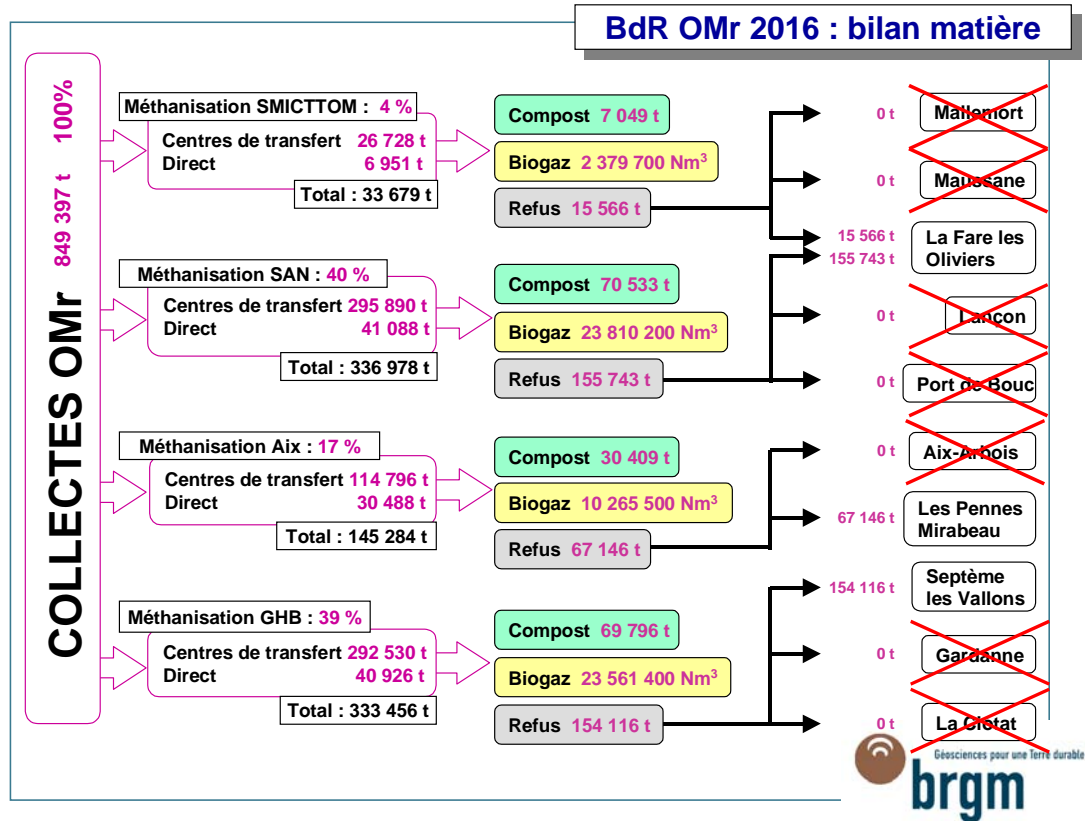 BdR OMr 2016 : bilan matière
COLLECTES OMr 849 397 t 100%
Méthanisation SMICTTOM : 4 %
Centres de transfert 26 728 t
Direct 6 951 t
Total : 33 679 t
Compost 7 049 t
Biogaz 2 379 700 Nm³
Refus 15 566 t
0 t Mallemort
0 t Maussane
15 566 t
155 743 t
La Fare les
Oliviers
Méthanisation SAN : 40 %
Centres de transfert 295 890 t
Direct 41 088 t
Total : 336 978 t
Compost 70 533 t
Biogaz 23 810 200 Nm³
Refus 155 743 t
0 t Lançon
0 t Port de Bouc
Méthanisation Aix : 17 %
Centres de transfert 114 796 t
Direct 30 488 t
Total : 145 284 t
Compost 30 409 t
Biogaz 10 265 500 Nm³
Refus 67 146 t
0 t Aix-Arbois
67 146 t
Les Pennes
Mirabeau
Méthanisation GHB : 39 %
Centres de transfert 292 530 t
Direct 40 926 t
Total : 333 456 t
Compost 69 796 t
Biogaz 23 561 400 Nm³
Refus 154 116 t
154 116 t
Septème
les Vallons
0 t Gardanne
0 t La Ciotat
Géosciences pour une Terre durable
brgm